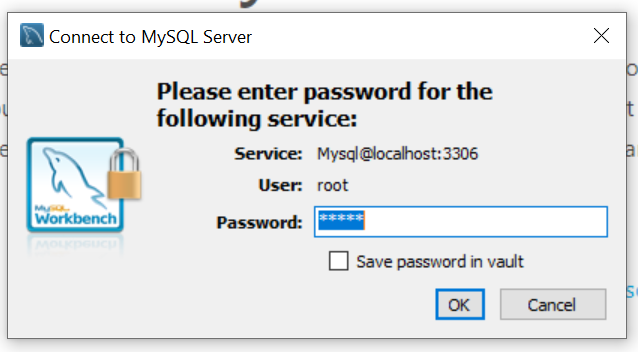 Connect to MySQL Server
Please enter password for the
following service:
Service: Mysql@localhost:3306
User: root
MySQL
Workbench
Password: *****
Save password in vault
OK Cancel